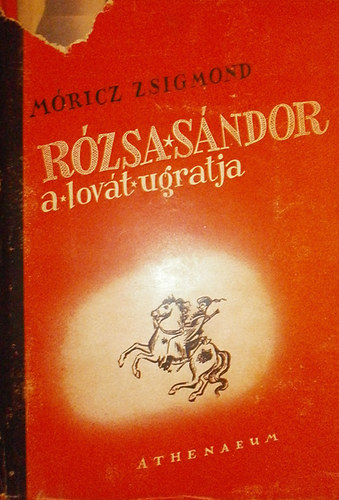 MÓRICZ ZSIGMOND
RÓZSA★SÁNDOR
a★lovát★ugratja
ATHENAEUM